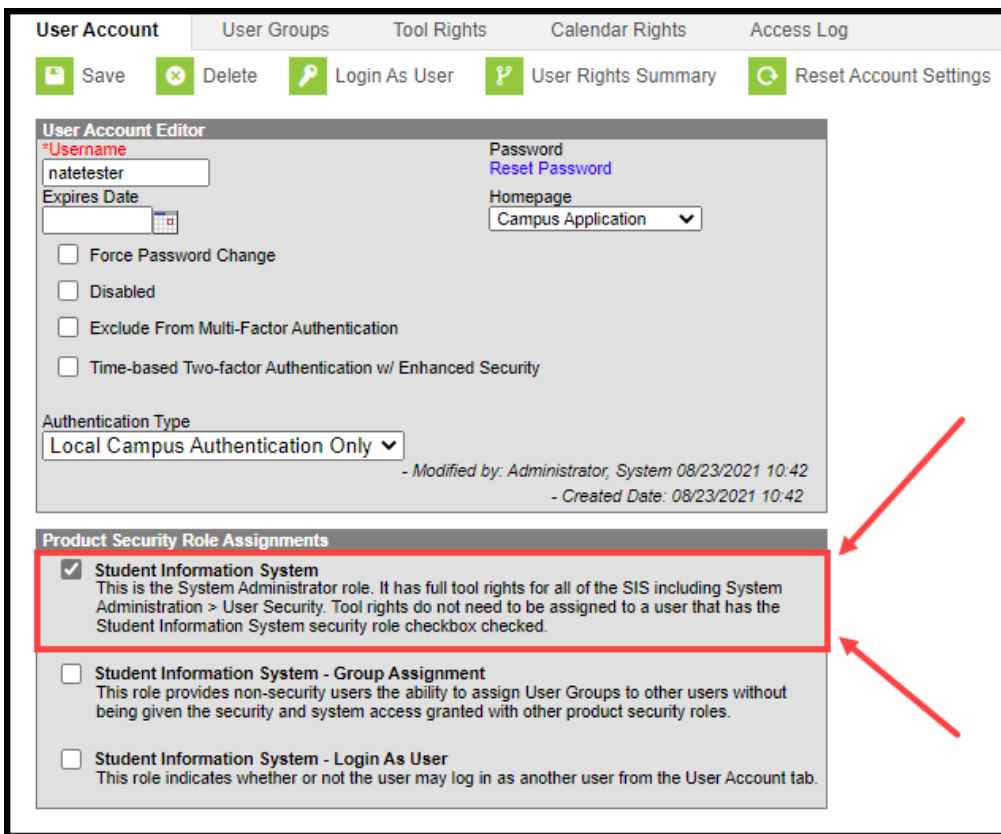 User Account User Groups Tool Rights Calendar Rights Access Log
Save Delete Login As User User Rights Summary Reset Account Settings
User Account Editor
*Username Password
natetester Reset Password
Expires Date Homepage
Campus Application
Force Password Change
Disabled
Exclude From Multi-Factor Authentication
Time-based Two-factor Authentication w/ Enhanced Security
Authentication Type
Local Campus Authentication Only
- Modified by: Administrator, System 08/23/2021 10:42
- Created Date: 08/23/2021 10:42
Product Security Role Assignments
Student Information System
This is the System Administrator role. It has full tool rights for all of the SIS including System
Administration > User Security. Tool rights do not need to be assigned to a user that has the
Student Information System security role checkbox checked.
Student Information System - Group Assignment
This role provides non-security users the ability to assign User Groups to other users without
being given the security and system access granted with other product security roles.
Student Information System - Login As User
This role indicates whether or not the user may log in as another user from the User Account tab.